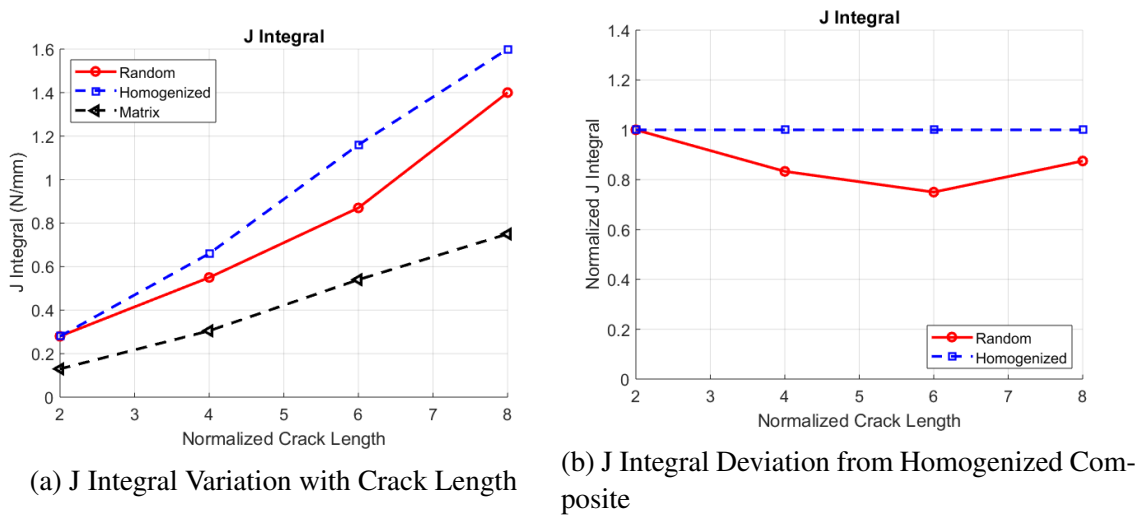 J Integral
1.6
1.4
1.2
1
0.8
0.6
0.4
0.2
0
J Integral (N/mm)
Random
Homogenized
Matrix
2 3 4 5 6 7 8
Normalized Crack Length
(a) J Integral Variation with Crack Length
J Integral
1.4
1.2
1
0.8
0.6
0.4
0.2
0
Normalized J Integral
Random
Homogenized
2 3 4 5 6 7 8
Normalized Crack Length
(b) J Integral Deviation from Homogenized Com-
posite